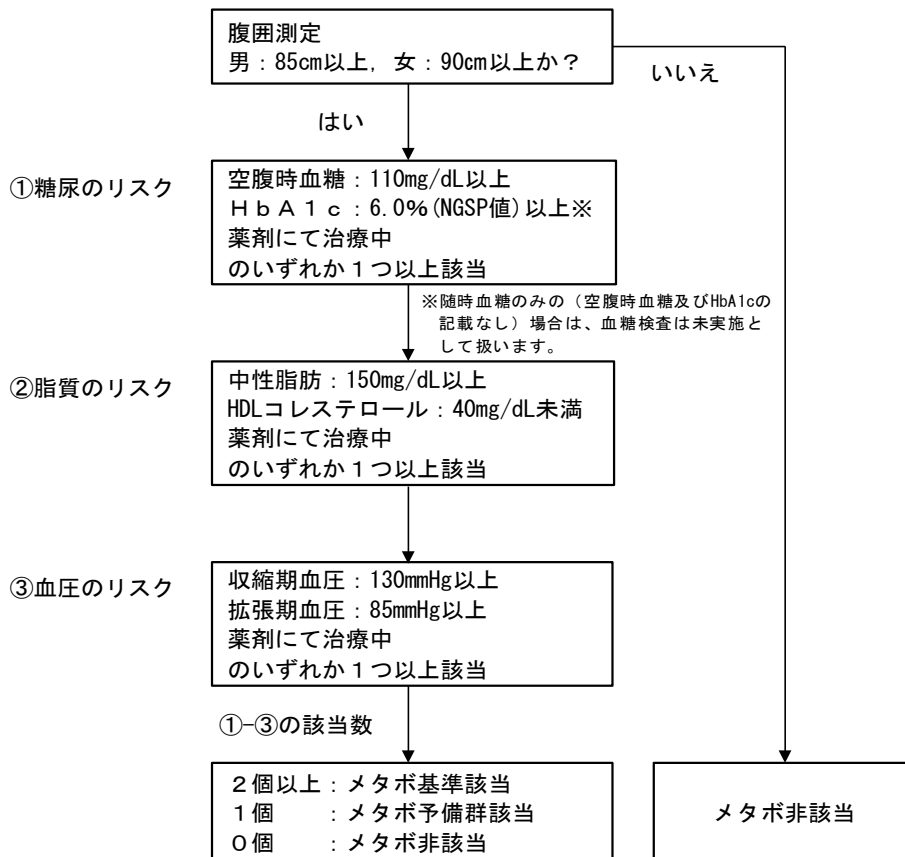 腹囲測定
男：85cm以上，女：90cm以上か？
いいえ
はい
①糖尿のリスク
空腹時血糖：110mg/dL以上
ＨｂＡ１ｃ：6.0%(NGSP値)以上※
薬剤にて治療中
のいずれか１つ以上該当
※随時血糖のみの（空腹時血糖及びHbA1cの
記載なし）場合は、血糖検査は未実施と
して扱います。
②脂質のリスク
中性脂肪：150mg/dL以上
HDLコレステロール：40mg/dL未満
薬剤にて治療中
のいずれか１つ以上該当
③血圧のリスク
収縮期血圧：130mmHg以上
拡張期血圧：85mmHg以上
薬剤にて治療中
のいずれか１つ以上該当
①-③の該当数
２個以上：メタボ基準該当
１個　　：メタボ予備群該当
０個　　：メタボ非該当
メタボ非該当